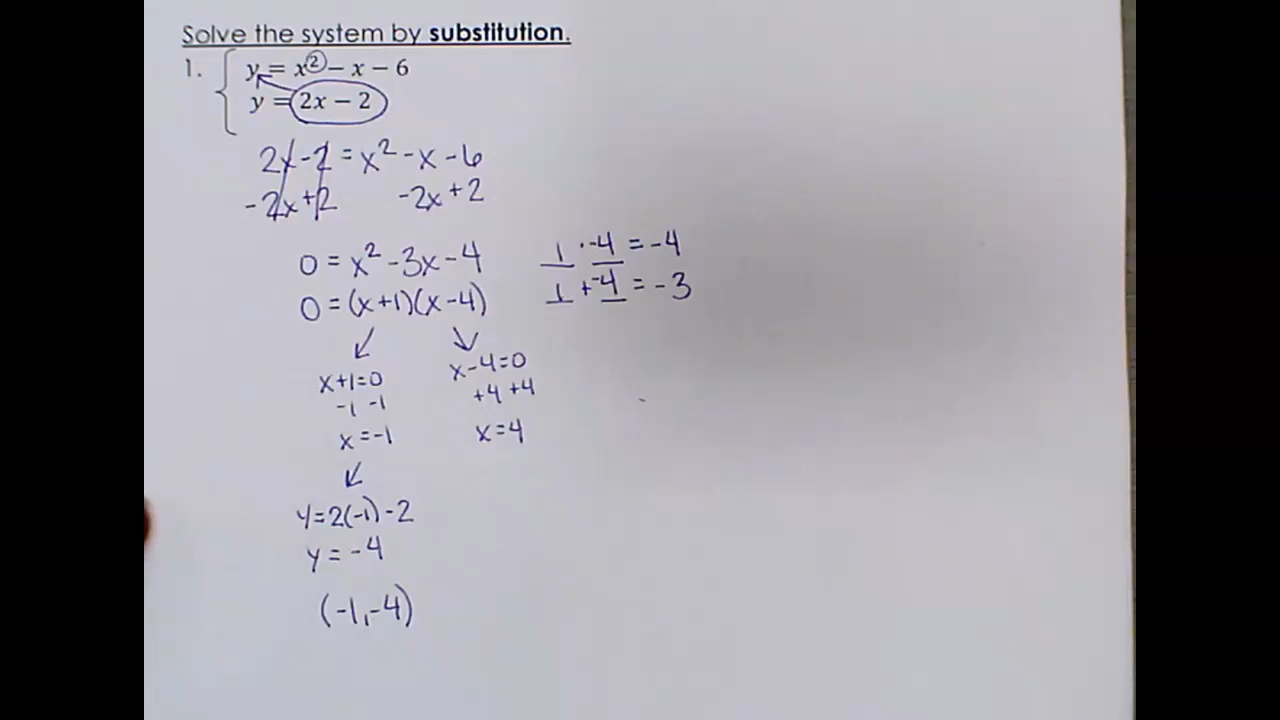 Solve the system by substitution.
1. y = x² − x − 6
y = 2x − 2
2x - 2 = x² - x - 6
-2x + 2 -2x + 2
0 = x² - 3x - 4
0 = (x + 1)(x - 4)
1 · -4 = -4
1 + -4 = -3
x + 1 = 0
-1 -1
x = -1
x - 4 = 0
+4 +4
x = 4
y = 2(-1) - 2
y = -4
(-1, -4)